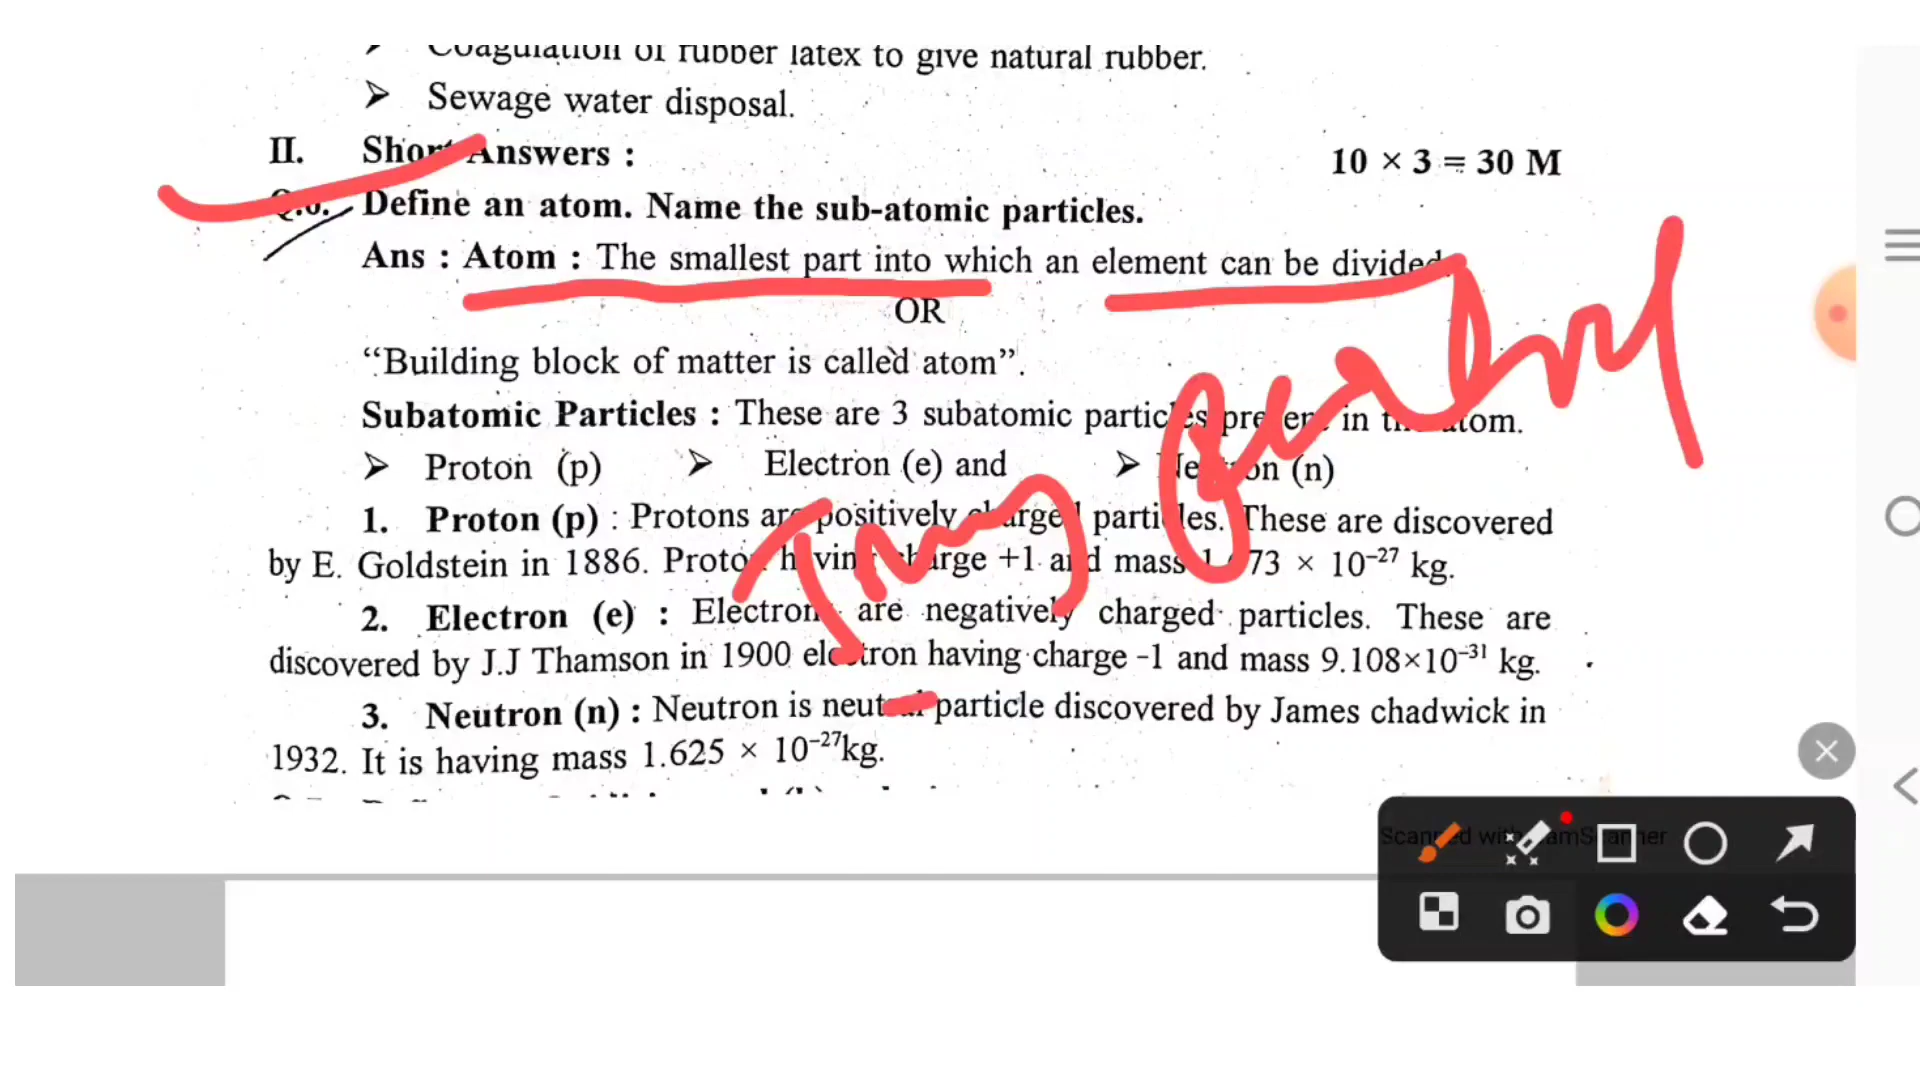 Coagulation of rubber latex to give natural rubber.
➤ Sewage water disposal.
II. Short Answers : 10 × 3 = 30 M
Define an atom. Name the sub-atomic particles.
Ans : Atom : The smallest part into which an element can be divided.
OR
“Building block of matter is called atom”.
Subatomic Particles : These are 3 subatomic particles present in the atom.
➤ Proton (p) ➤ Electron (e) and ➤ Neutron (n)
1. Proton (p) : Protons are positively charged particles. These are discovered
by E. Goldstein in 1886. Proton having charge +1 and mass 1.673 × 10⁻²⁷ kg.
2. Electron (e) : Electrons are negatively charged particles. These are
discovered by J.J Thamson in 1900 electron having charge -1 and mass 9.108×10⁻³¹ kg.
3. Neutron (n) : Neutron is neutral particle discovered by James chadwick in
1932. It is having mass 1.625 × 10⁻²⁷kg.
Scanned with CamScanner